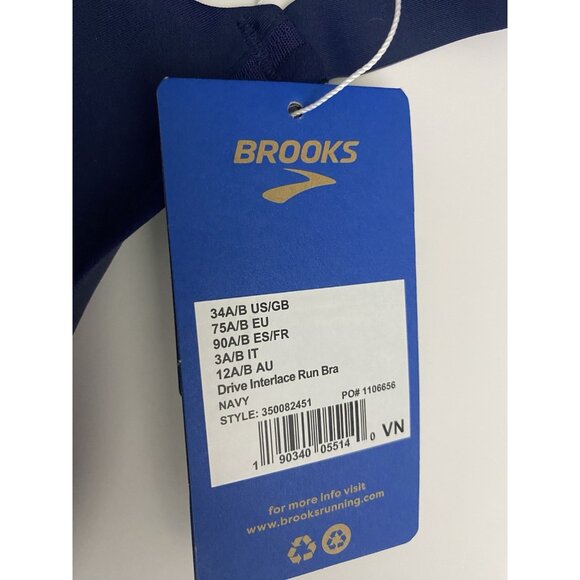 BROOKS
34A/B US/GB
75A/B EU
90A/B ES/FR
3A/B IT
12A/B AU
Drive Interlace Run Bra
NAVY PO# 1106656
STYLE: 350082451
1 90340 05514 0 VN
for more info visit
www.brooksrunning.com